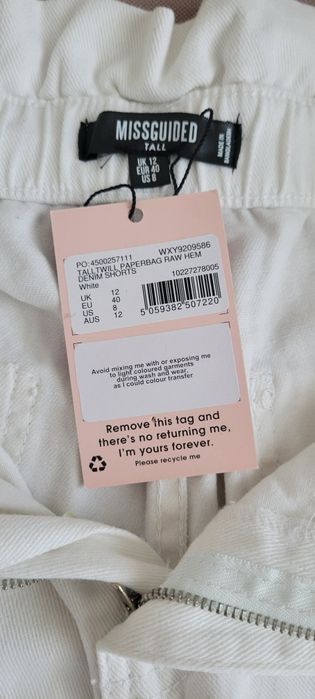 MISSGUIDED
TALL
MADE IN
BANGLADESH
UK 12
EUR 40
US 8
PO:4500257111 WXY9209586
TALLTWILL PAPERBAG RAW HEM
DENIM SHORTS
White 10227278005
UK 12
EU 40
US 8
AUS 12
5 059382 507220
Avoid mixing me with or exposing me
to light coloured garments
during wash and wear,
as I could colour transfer
Remove this tag and
there's no returning me,
I'm yours forever.
Please recycle me